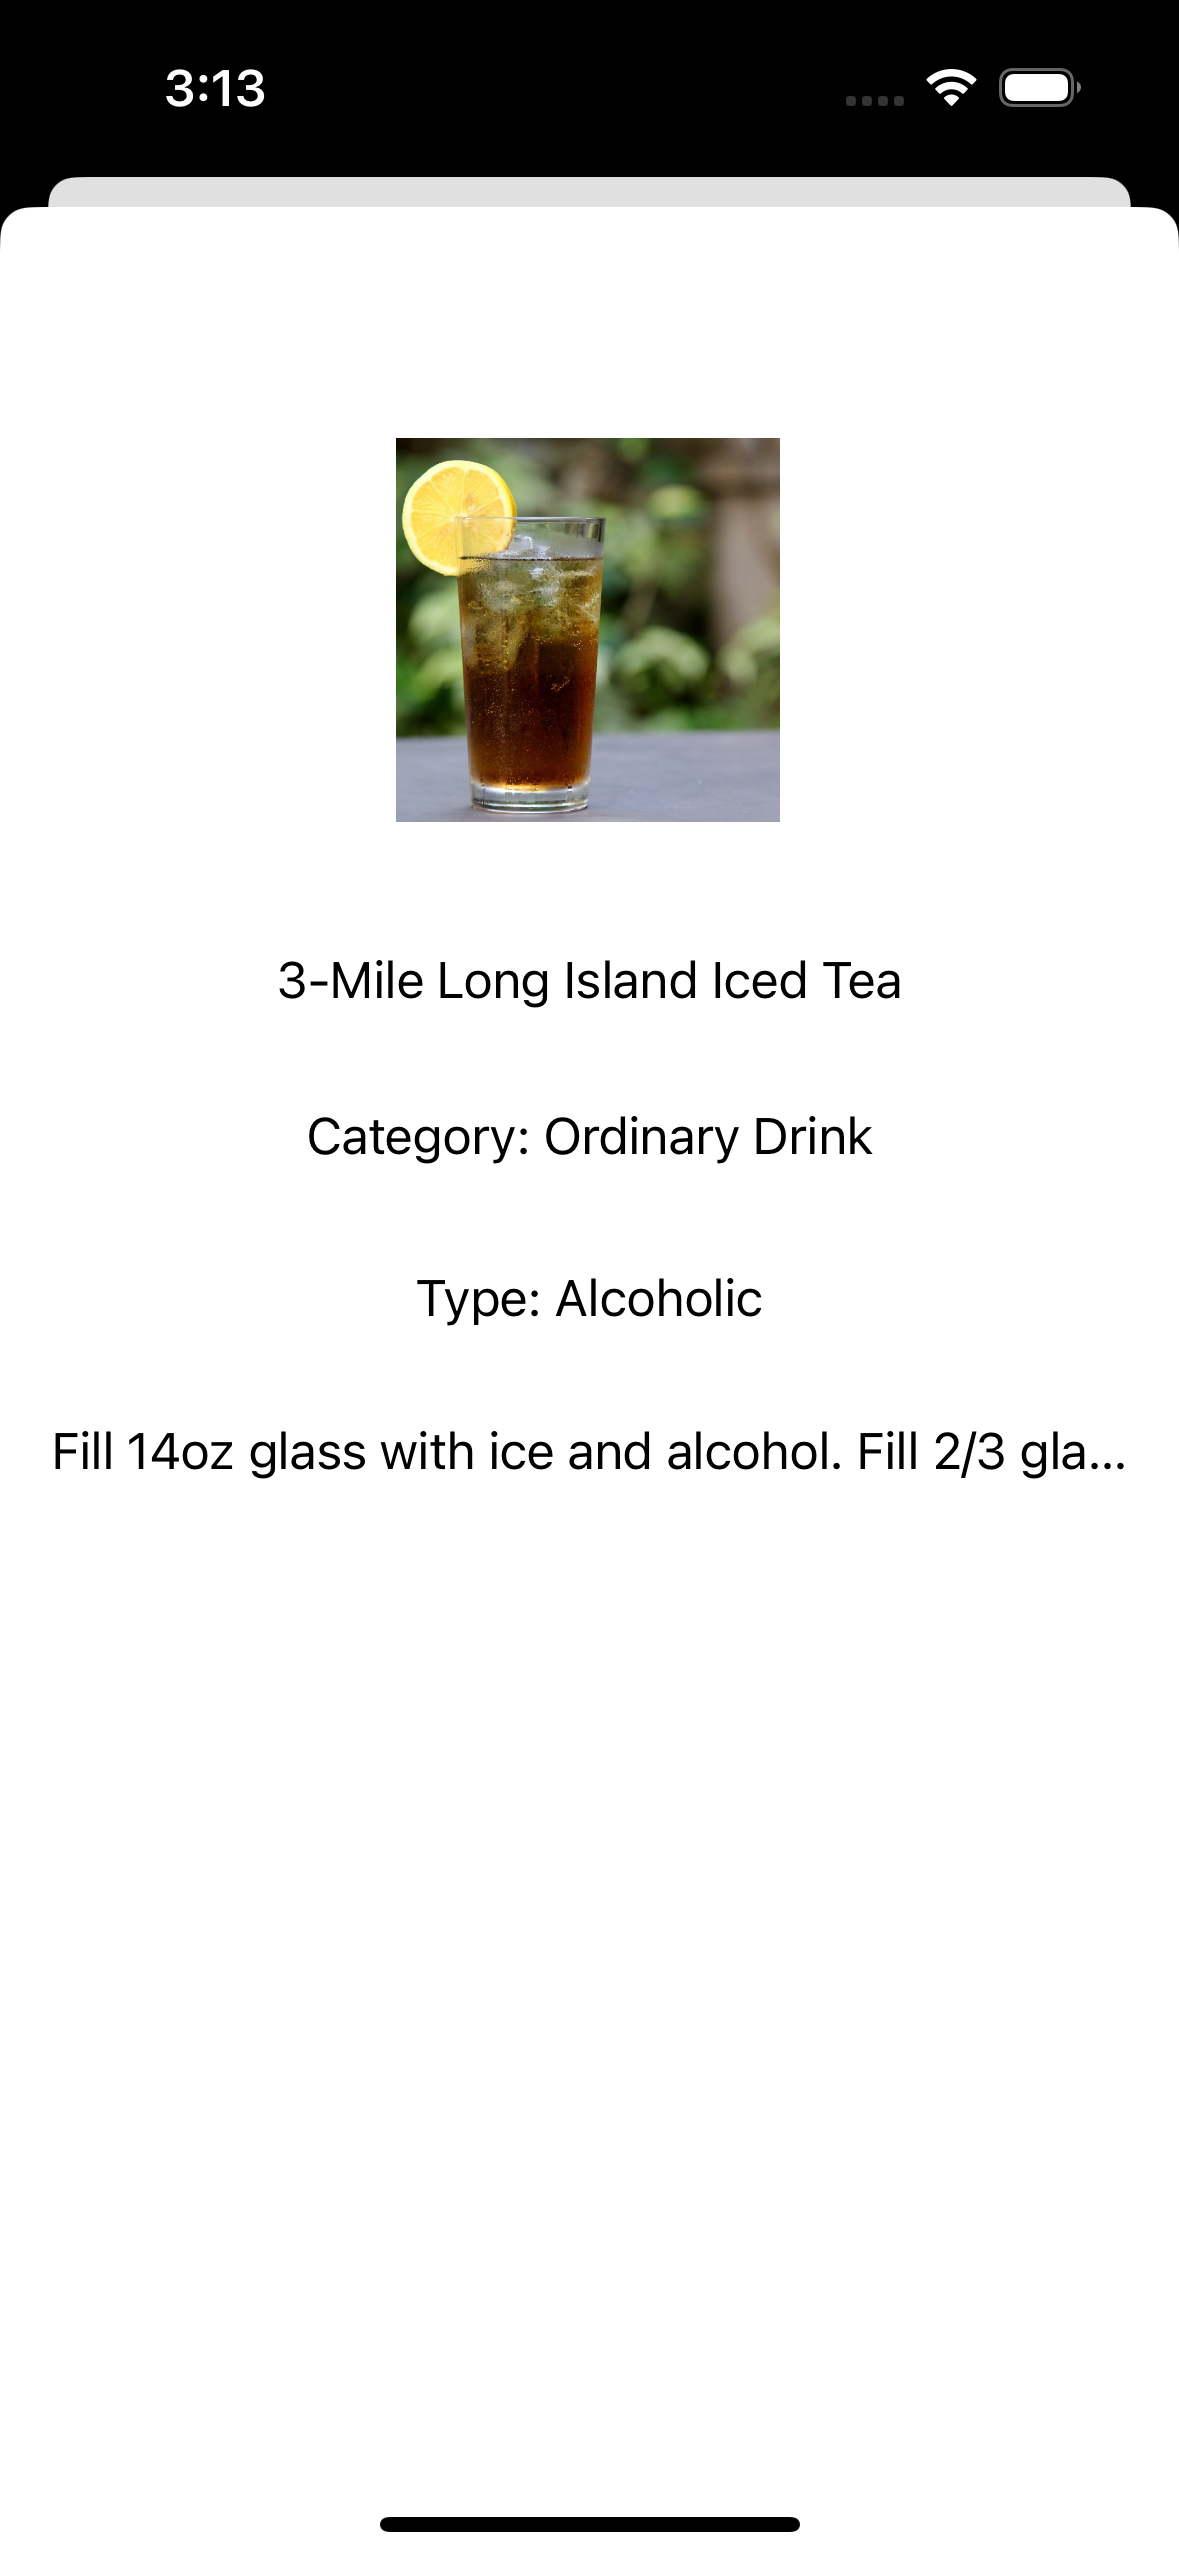 3:13
3-Mile Long Island Iced Tea
Category: Ordinary Drink
Type: Alcoholic
Fill 14oz glass with ice and alcohol. Fill 2/3 gla...